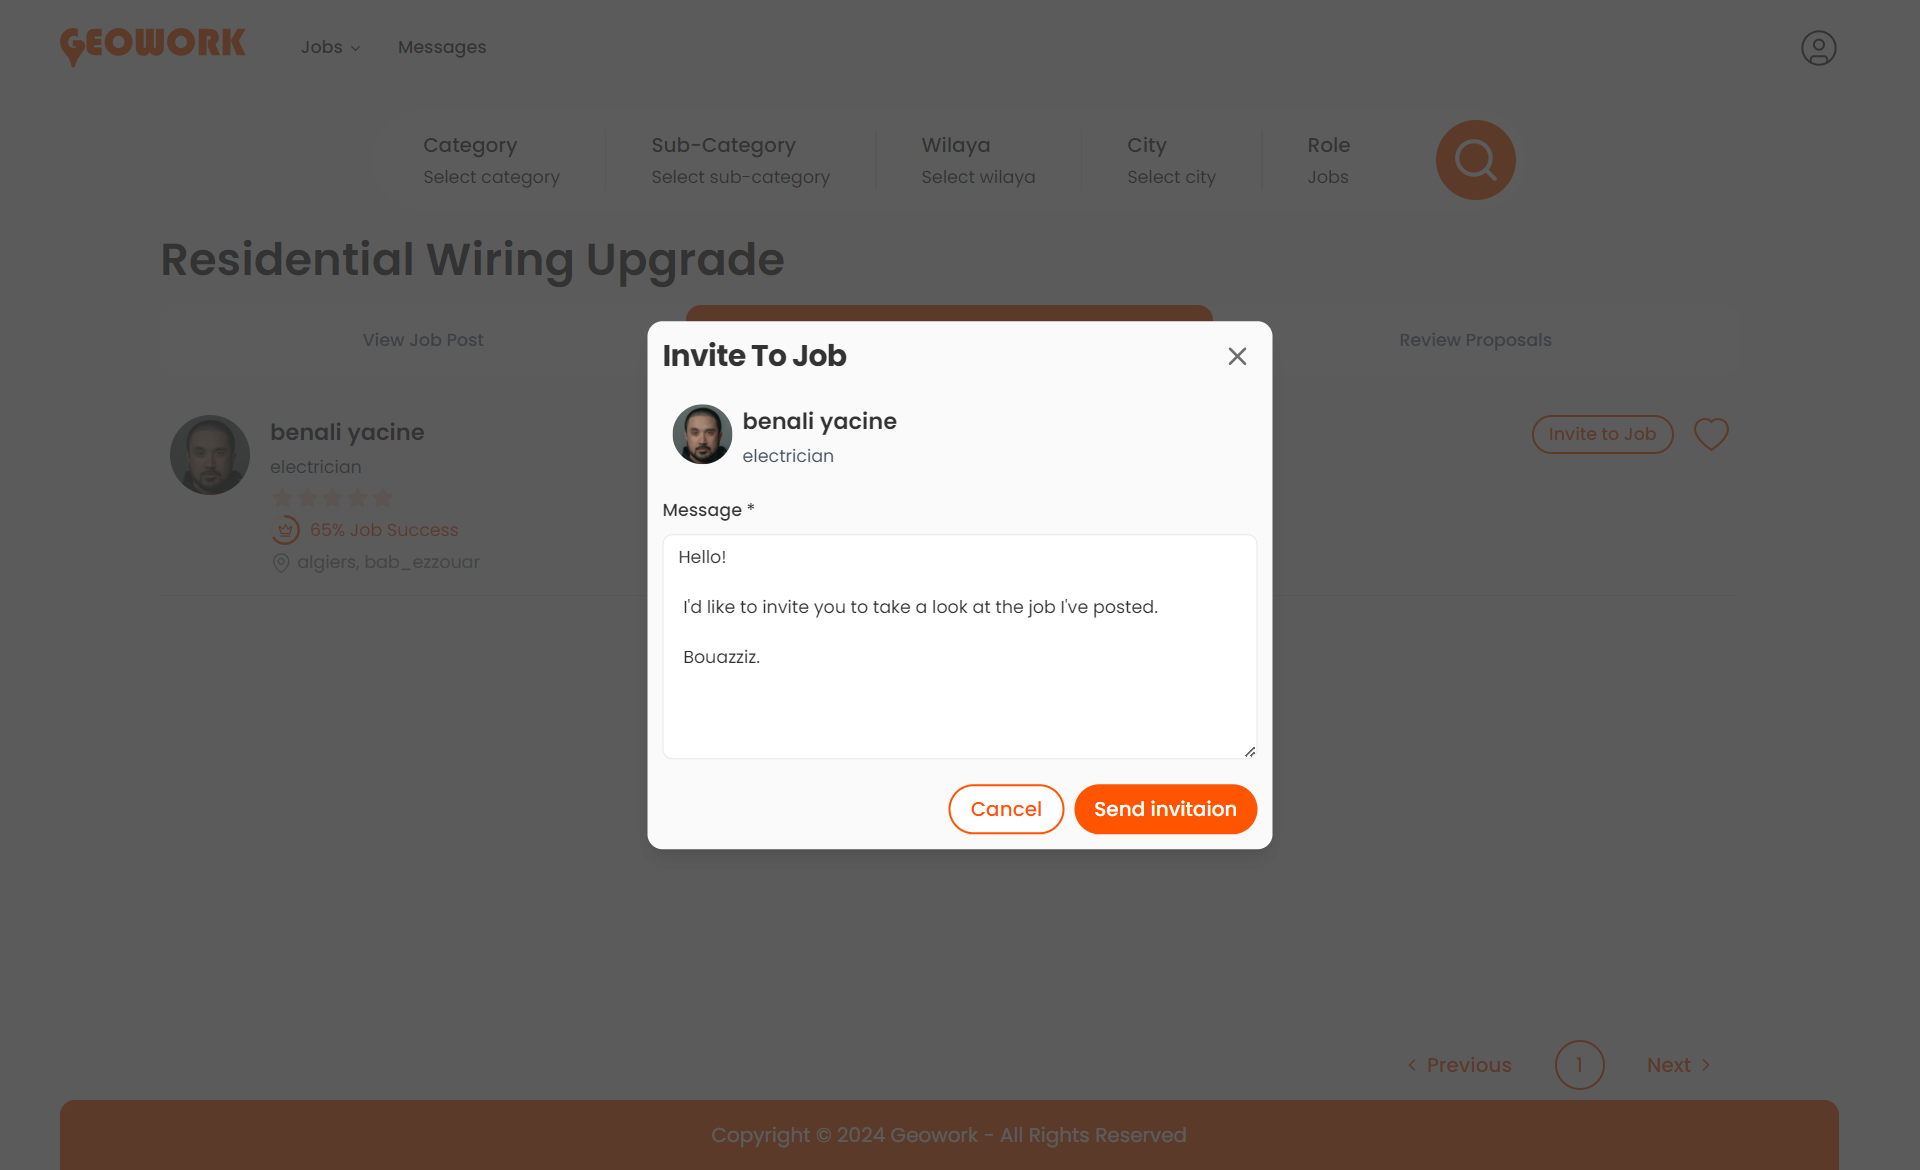 GEOWORK
Jobs
Messages
Category
Select category
Sub-Category
Select sub-category
Wilaya
Select wilaya
City
Select city
Role
Jobs
Residential Wiring Upgrade
View Job Post
Review Proposals
benali yacine
electrician
65% Job Success
algiers, bab_ezzouar
Invite to Job
Invite To Job
benali yacine
electrician
Message *
Hello!
I'd like to invite you to take a look at the job I've posted.
Bouazziz.
Cancel
Send invitaion
Previous
1
Next
Copyright © 2024 Geowork - All Rights Reserved